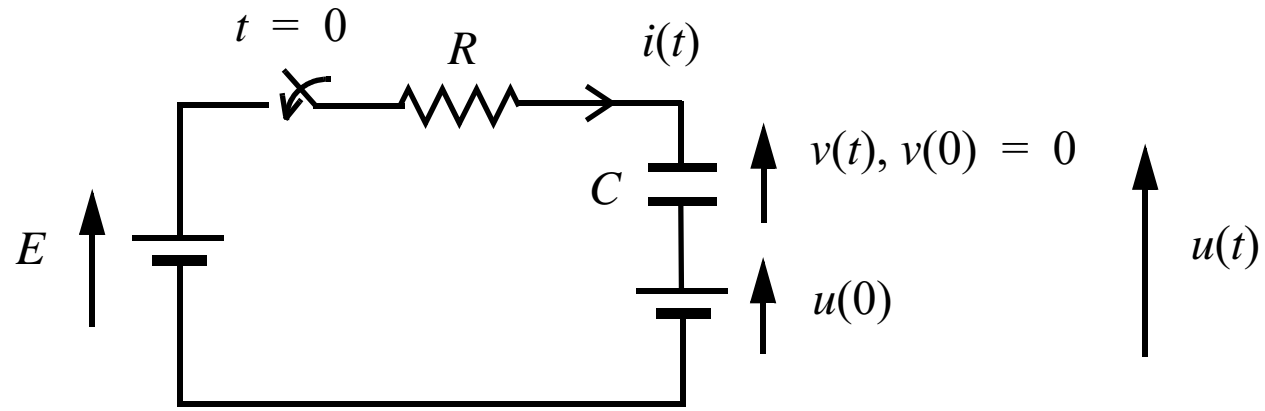 t = 0
R
i(t)
C
v(t), v(0) = 0
E
u(t)
u(0)